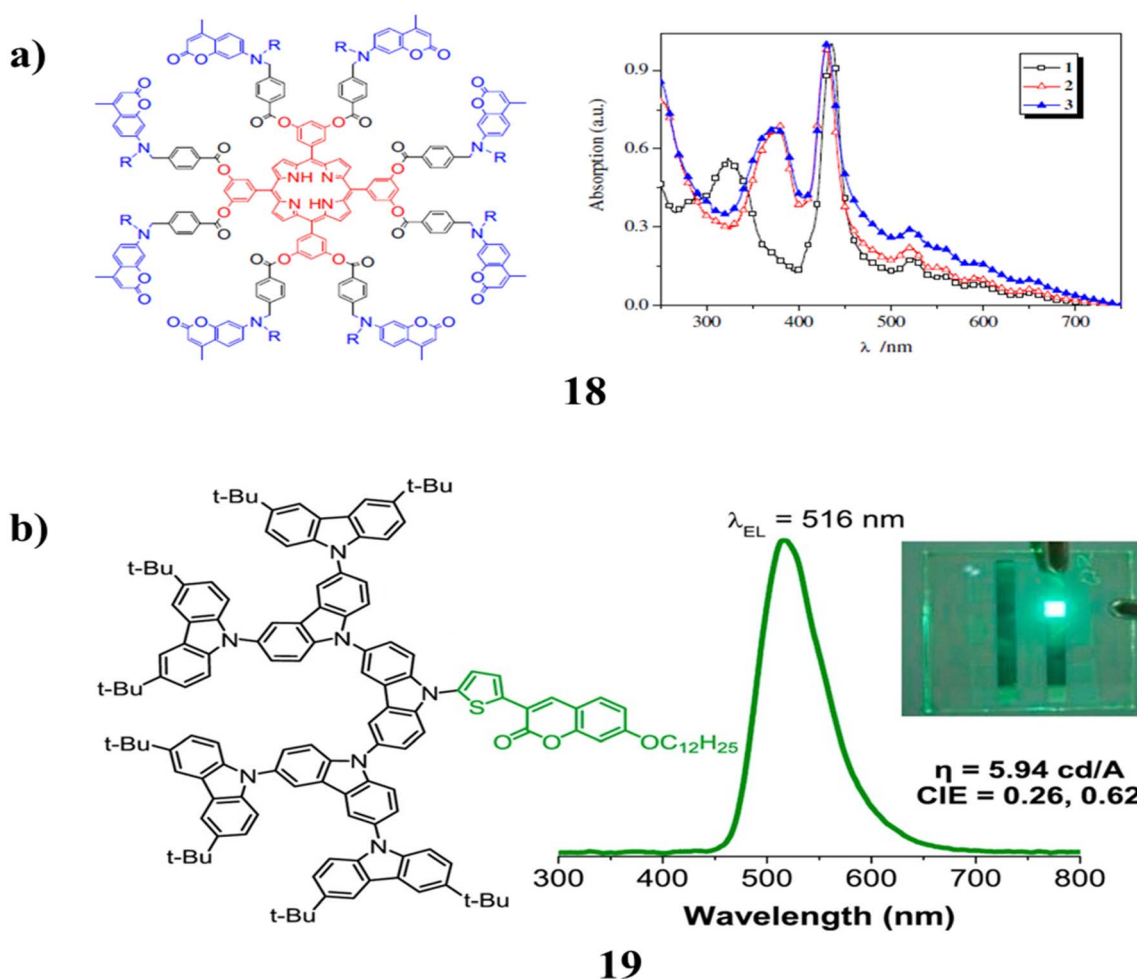 a)
O O N R
R N O O
O O N R
R N O O
O O
O O
NH N
N HN
O O
O O
O O N R
R N O O
O O N R
R N O O
O O
O O
O O N R
R N O O
Absorption (a.u.)
0.9
0.6
0.3
0.0
300 400 500 600 700
λ /nm
1
2
3
18
b)
t-Bu
t-Bu
t-Bu
N
N
N
t-Bu
N
S
O O
OC12H25
t-Bu
N
N
t-Bu
t-Bu
N
t-Bu
λEL = 516 nm
η = 5.94 cd/A
CIE = 0.26, 0.62
300 400 500 600 700 800
Wavelength (nm)
19